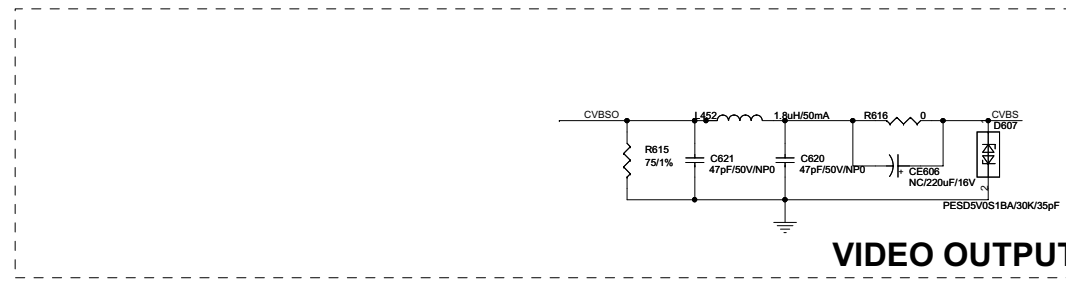 CVBSO
L452
1.8uH/50mA
R616
0
CVBS
D607
R615
75/1%
C621
47pF/50V/NP0
C620
47pF/50V/NP0
+
CE606
NC/220uF/16V
2
PESD5V0S1BA/30K/35pF
VIDEO OUTPUT